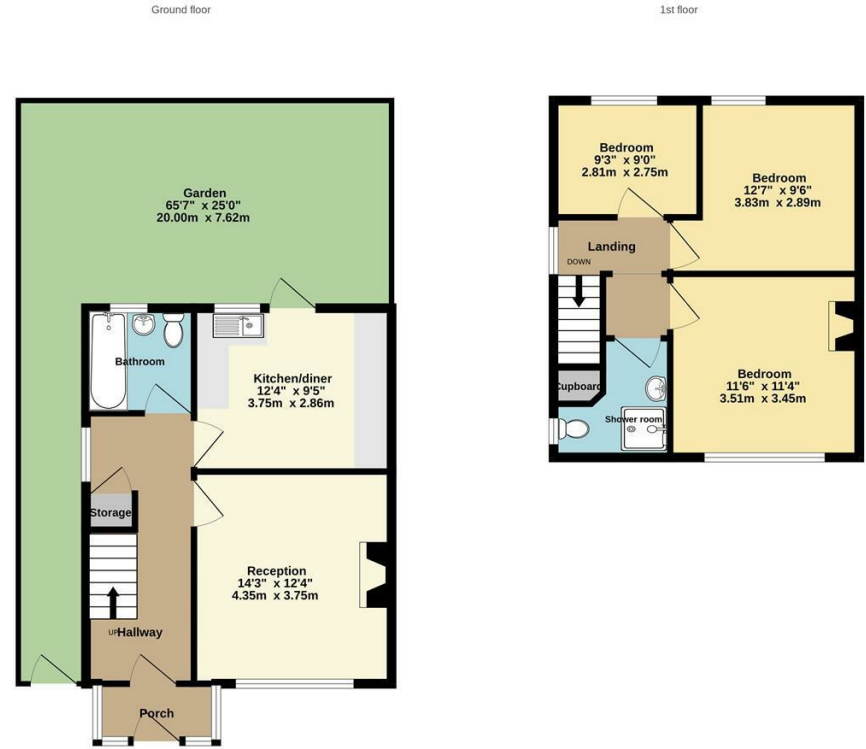 Ground floor
1st floor
Garden
65'7" x 25'0"
20.00m x 7.62m
Bathroom
Kitchen/diner
12'4" x 9'5"
3.75m x 2.86m
Storage
Reception
14'3" x 12'4"
4.35m x 3.75m
UP
Hallway
Porch
Bedroom
9'3" x 9'0"
2.81m x 2.75m
Bedroom
12'7" x 9'6"
3.83m x 2.89m
Landing
DOWN
Bedroom
11'6" x 11'4"
3.51m x 3.45m
Cupboard
Shower room